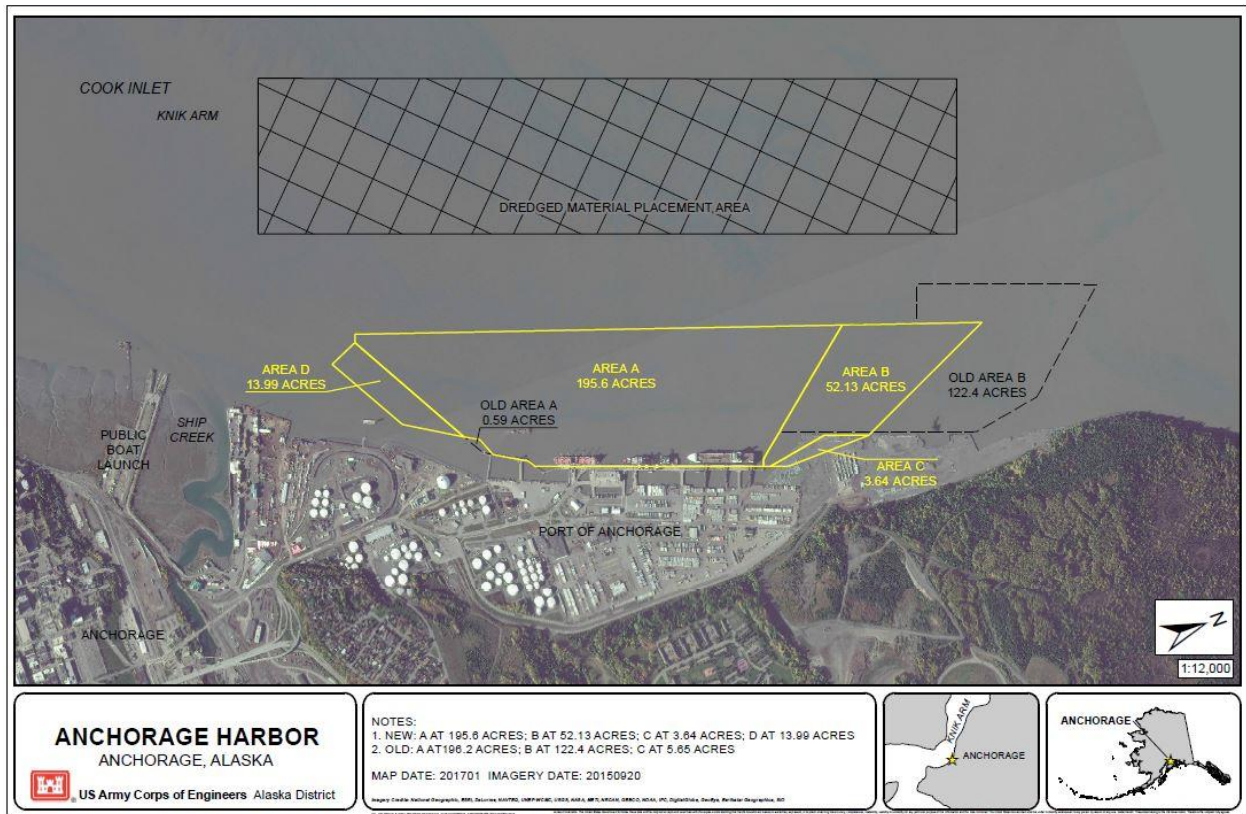 COOK INLET
KNIK ARM
DREDGED MATERIAL PLACEMENT AREA
AREA D
13.99 ACRES
AREA A
195.6 ACRES
AREA B
52.13 ACRES
OLD AREA B
122.4 ACRES
OLD AREA A
0.59 ACRES
SHIP
CREEK
PUBLIC
BOAT
LAUNCH
AREA C
3.64 ACRES
PORT OF ANCHORAGE
ANCHORAGE
N
1:12,000
ANCHORAGE HARBOR
ANCHORAGE, ALASKA
US Army Corps of Engineers Alaska District
NOTES:
1. NEW: A AT 195.6 ACRES; B AT 52.13 ACRES; C AT 3.64 ACRES; D AT 13.99 ACRES
2. OLD: A AT196.2 ACRES; B AT 122.4 ACRES; C AT 5.65 ACRES
MAP DATE: 201701 IMAGERY DATE: 20150920
KNIK ARM
ANCHORAGE
ANCHORAGE